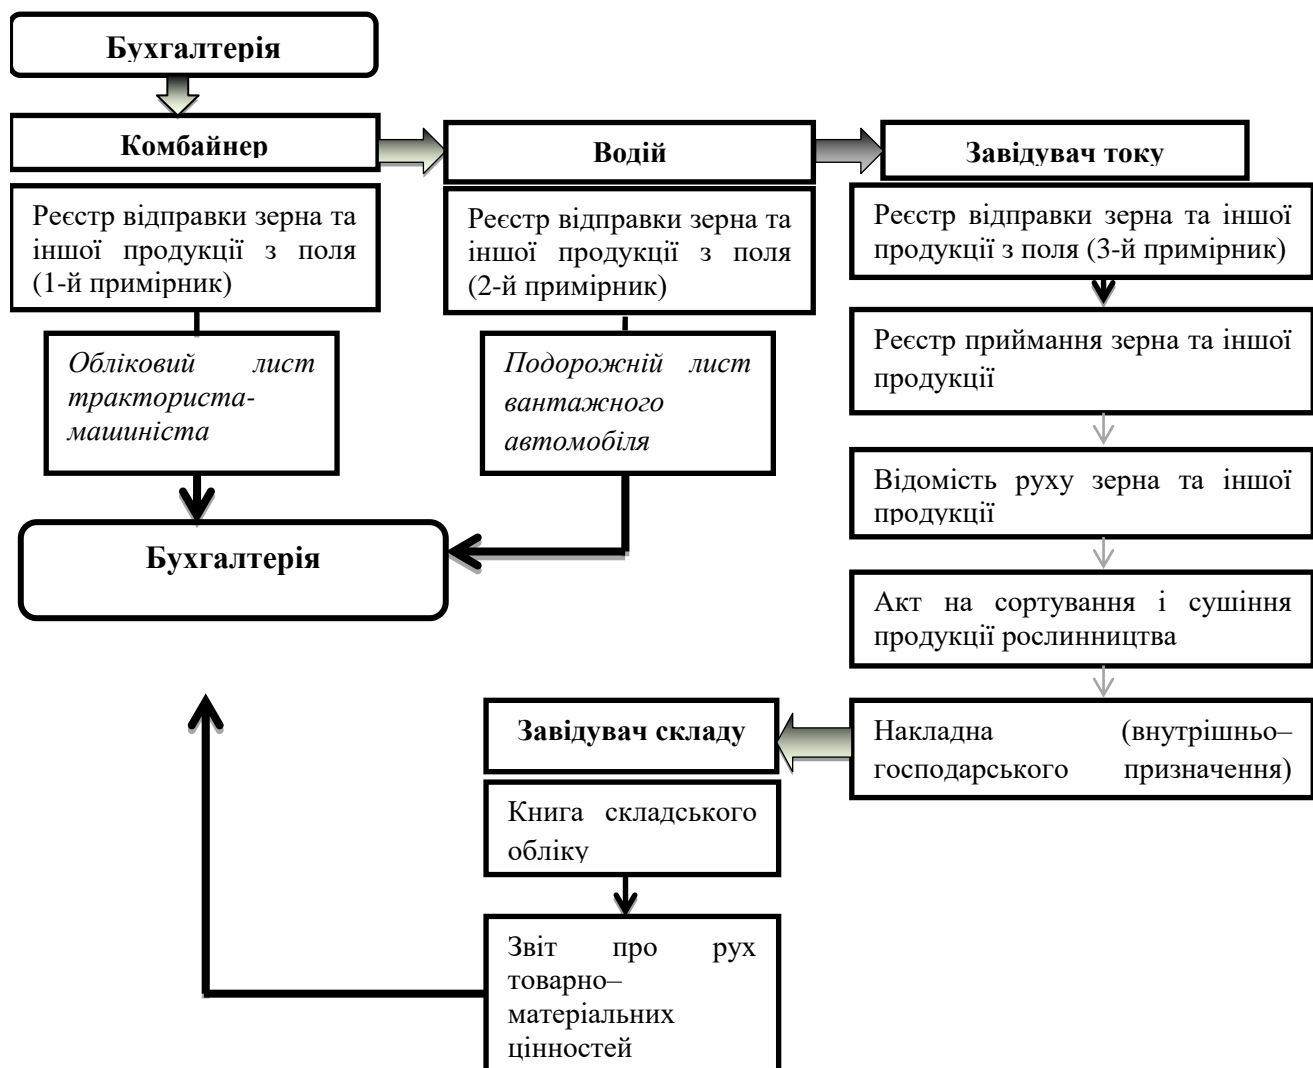 Бухгалтерія
Комбайнер
Водій
Завідувач току
Реєстр відправки зерна та
іншої продукції з поля
(1-й примірник)
Реєстр відправки зерна та
іншої продукції з поля
(2-й примірник)
Реєстр відправки зерна та іншої
продукції з поля (3-й примірник)
Обліковий лист
тракториста-
машиніста
Подорожній лист
вантажного
автомобіля
Реєстр приймання зерна та іншої
продукції
Відомість руху зерна та іншої
продукції
Бухгалтерія
Акт на сортування і сушіння
продукції рослинництва
Накладна (внутрішньо–
господарського призначення)
Завідувач складу
Книга складського
обліку
Звіт про рух
товарно–
матеріальних
цінностей